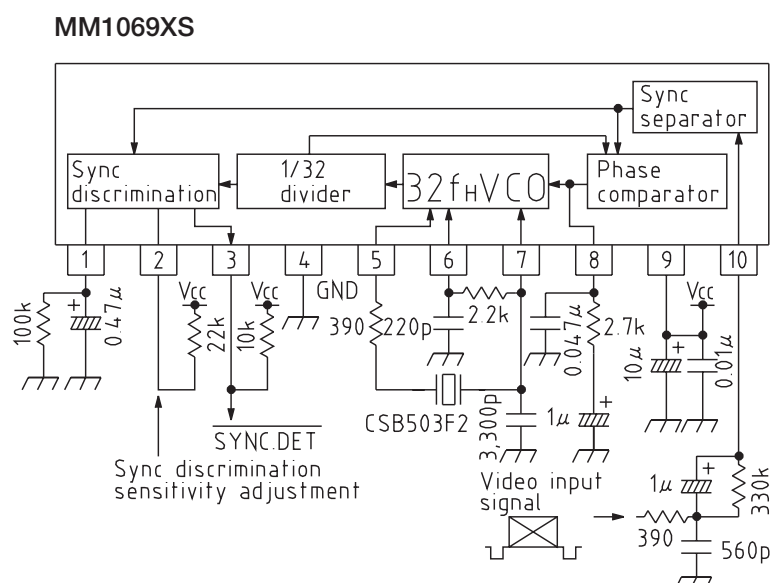 MM1069XS
Sync
separator
Sync
discrimination
1/32
divider
32fHVCO
Phase
comparator
1
2
3
4
5
6
7
8
9
10
100k
+
0.47μ
Vcc
22k
Vcc
10k
GND
390
220p
2.2k
0.047μ
2.7k
Vcc
10μ
+
0.01μ
CSB503F2
3,300p
1μ
+
SYNC.DET
Sync discrimination
sensitivity adjustment
Video input
signal
1μ
+
330k
390
560p